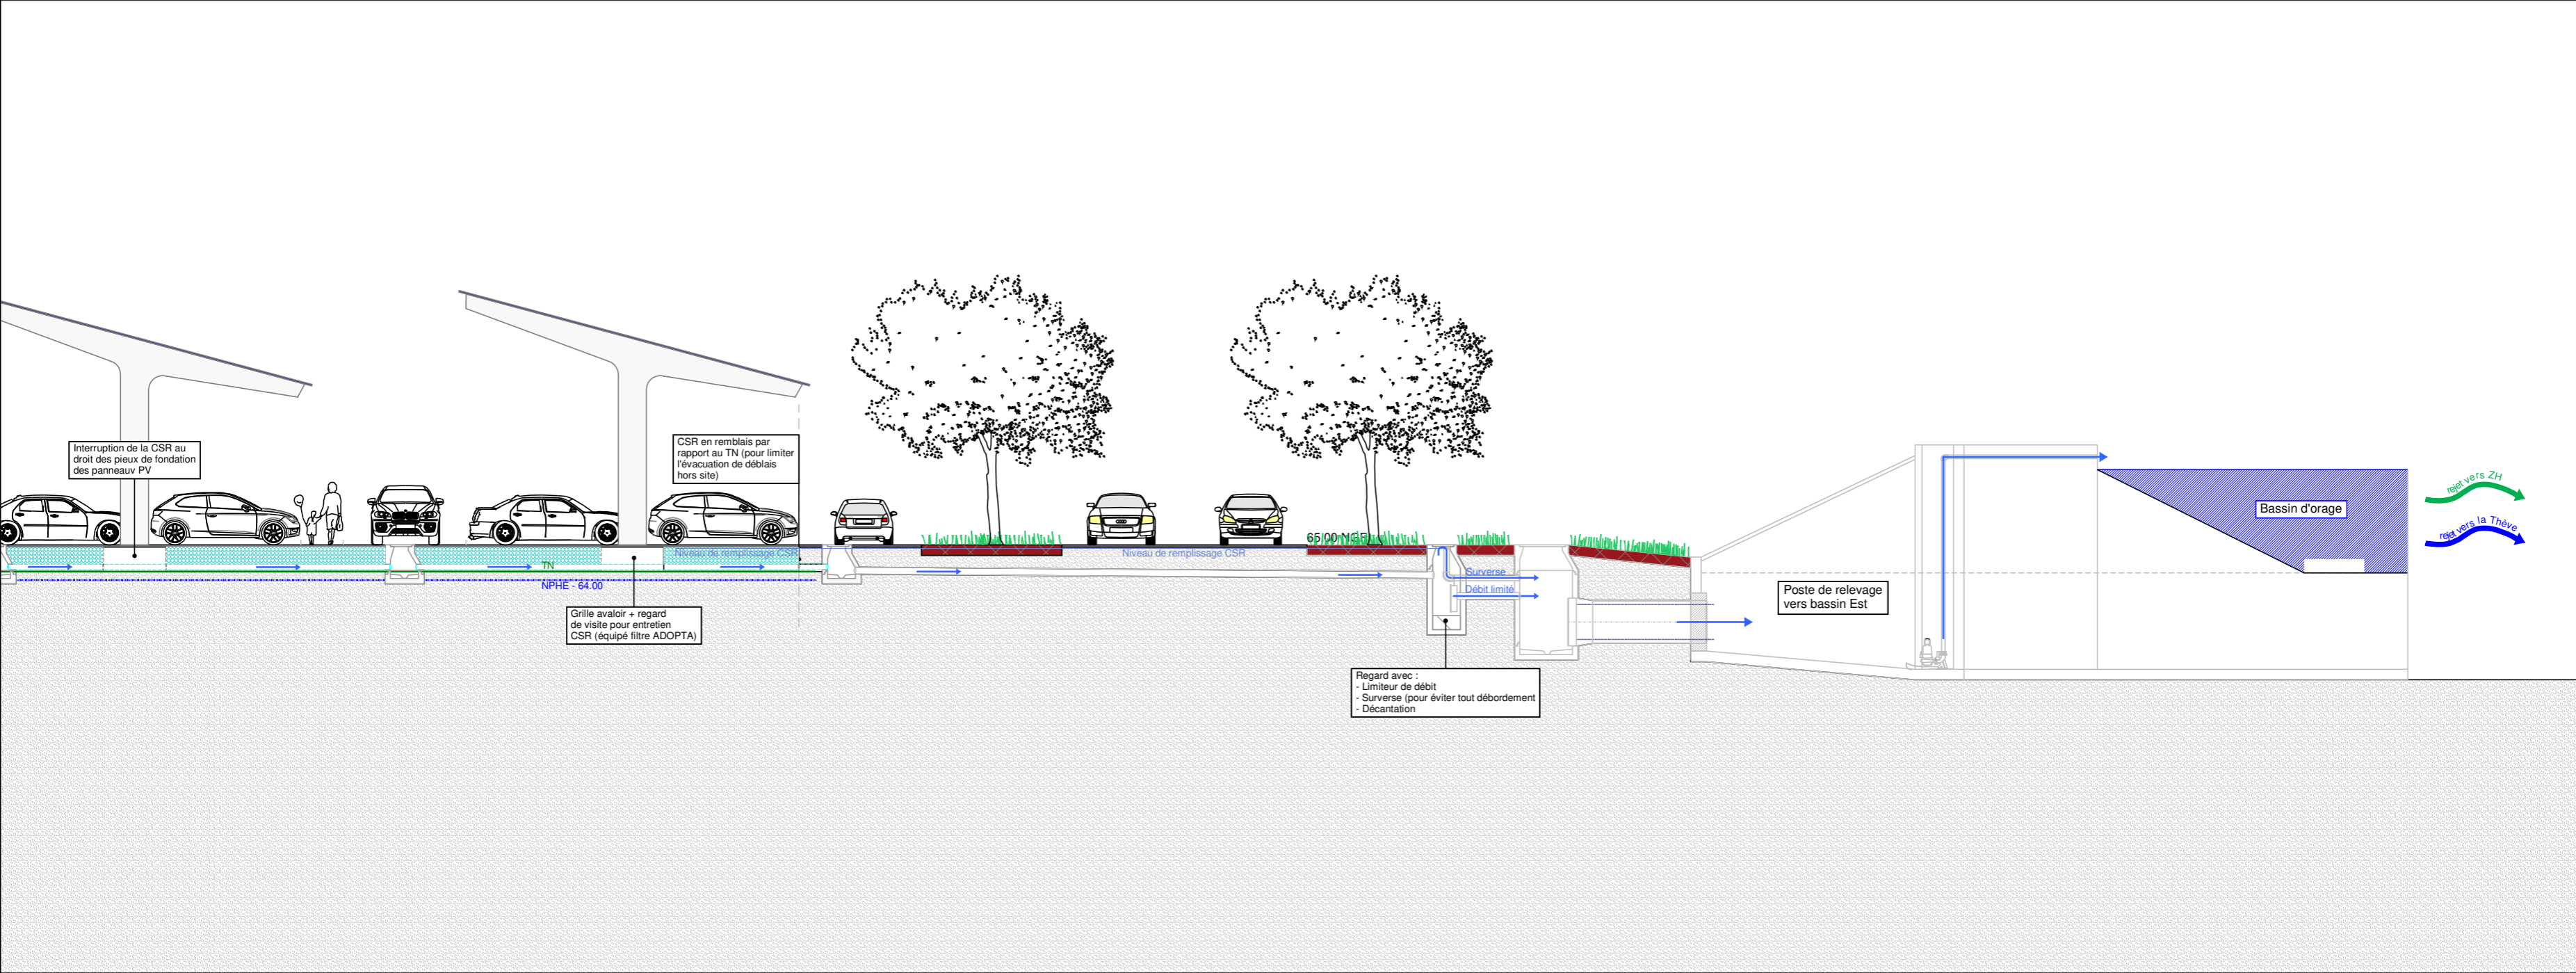 Interruption de la CSR au
droit des pieux de fondation
des panneauv PV
CSR en remblais par
rapport au TN (pour limiter
l'évacuation de déblais
hors site)
Niveau de remplissage CSR
TN
NPHE - 64.00
Grille avaloir + regard
de visite pour entretien
CSR (équipé filtre ADOPTA)
Niveau de remplissage CSR
65.00
Surverse
Débit limité
Regard avec :
- Limiteur de débit
- Surverse (pour éviter tout débordement
- Décantation
Poste de relevage
vers bassin Est
Bassin d'orage
rejet vers ZH
rejet vers la Thève